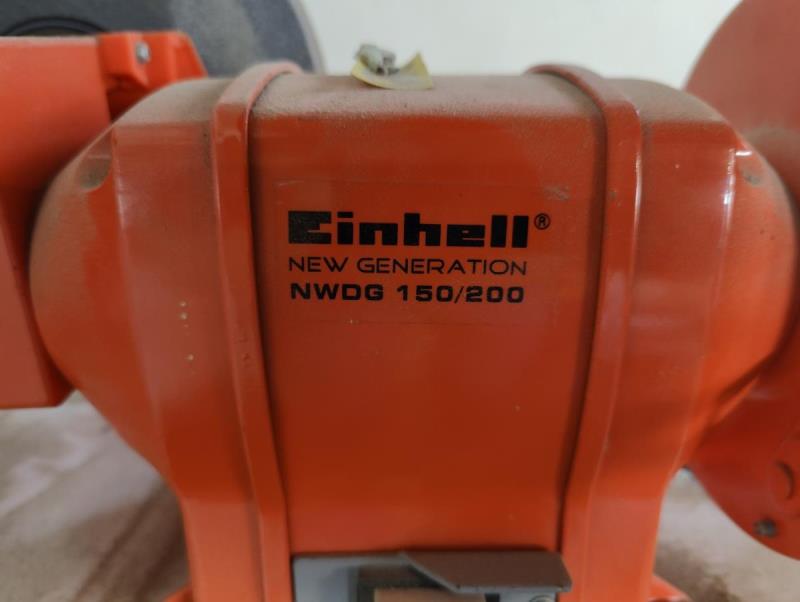 Einhell®
NEW GENERATION
NWDG 150/200